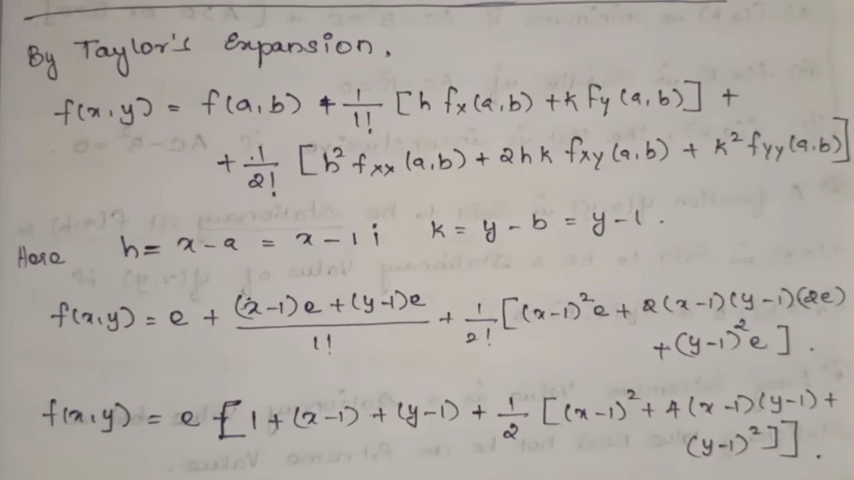 By Taylor's Expansion,
f(x,y) = f(a,b) + 1/1! [h fx(a,b) + k fy(a,b)] +
+ 1/2! [h² fxx(a,b) + 2hk fxy(a,b) + k² fyy(a,b)]
Here h = x-a = x-1 ; k = y-b = y-1.
f(x,y) = e + (x-1)e + (y-1)e / 1! + 1/2! [(x-1)²e + 2(x-1)(y-1)(2e)
+ (y-1)²e].
f(x,y) = e [1 + (x-1) + (y-1) + 1/2 [(x-1)² + 4(x-1)(y-1) +
(y-1)²]].